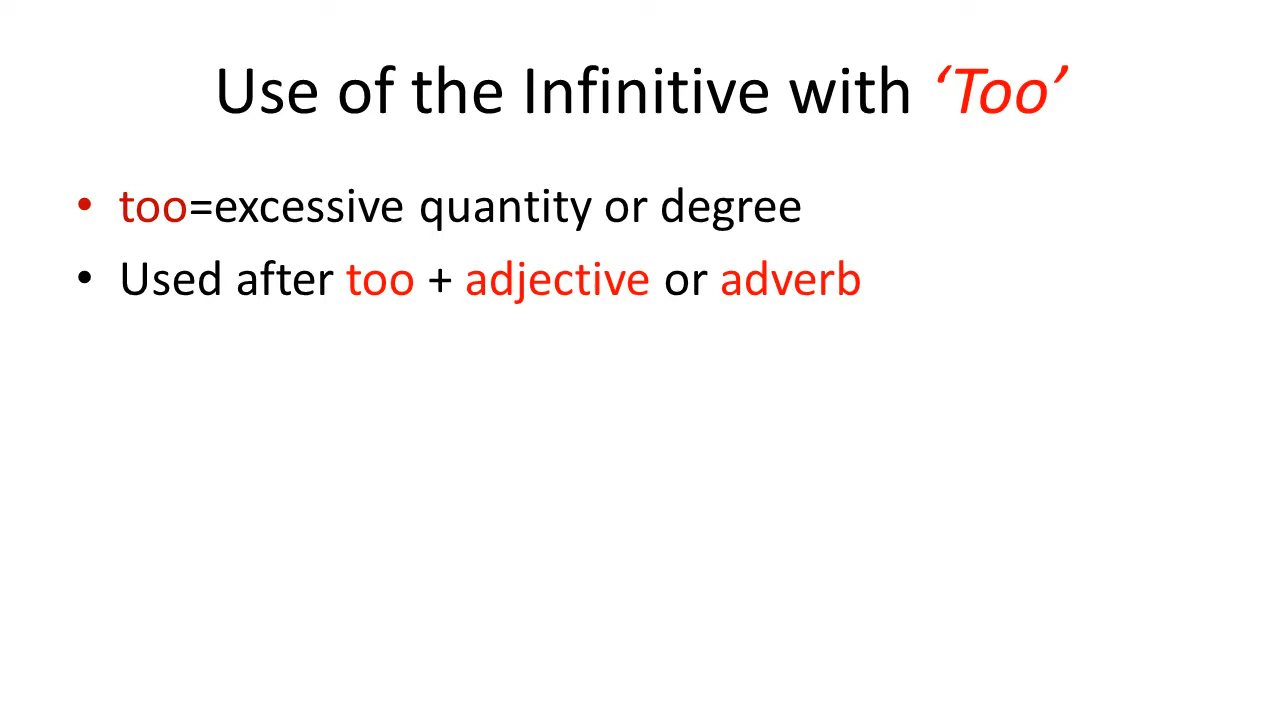 Use of the Infinitive with ‘Too’
• too=excessive quantity or degree
• Used after too + adjective or adverb